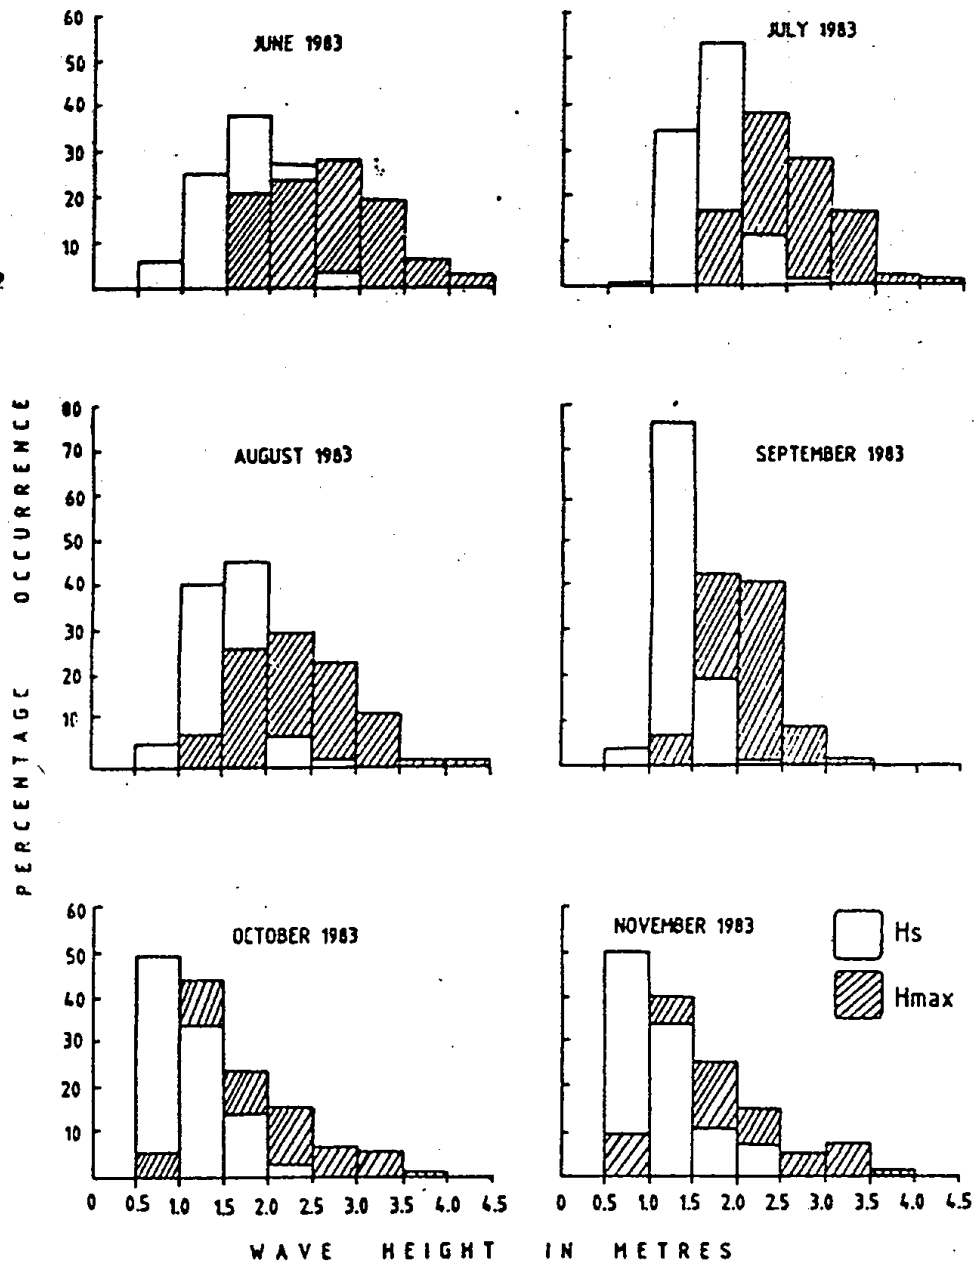 JUNE 1983
60
50
40
30
20
10
JULY 1983
PERCENTAGE OCCURRENCE
AUGUST 1983
80
70
60
50
40
30
20
10
SEPTEMBER 1983
OCTOBER 1983
60
50
40
30
20
10
0 0.5 1.0 1.5 2.0 2.5 3.0 3.5 4.0 4.5
NOVEMBER 1983
Hs
Hmax
0 0.5 1.0 1.5 2.0 2.5 3.0 3.5 4.0 4.5
WAVE HEIGHT IN METRES